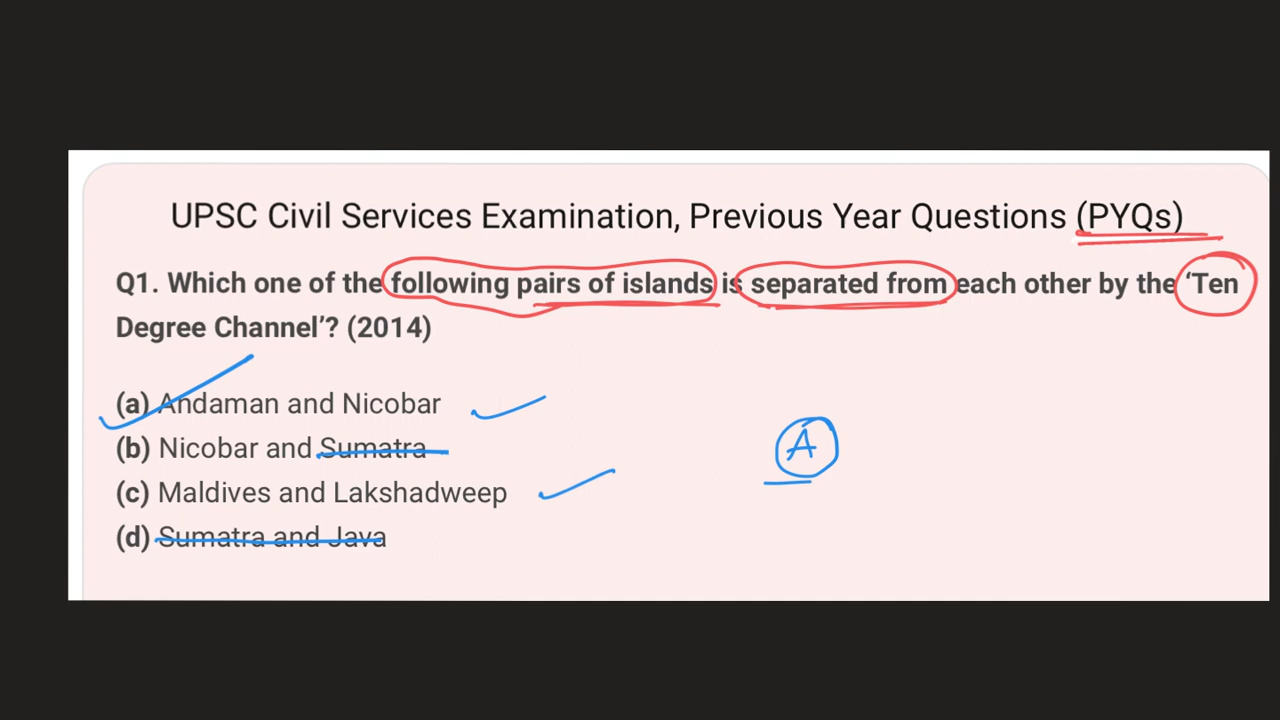 UPSC Civil Services Examination, Previous Year Questions (PYQs)
Q1. Which one of the following pairs of islands is separated from each other by the ‘Ten
Degree Channel’? (2014)
(a) Andaman and Nicobar
(b) Nicobar and Sumatra
(c) Maldives and Lakshadweep
(d) Sumatra and Java
A